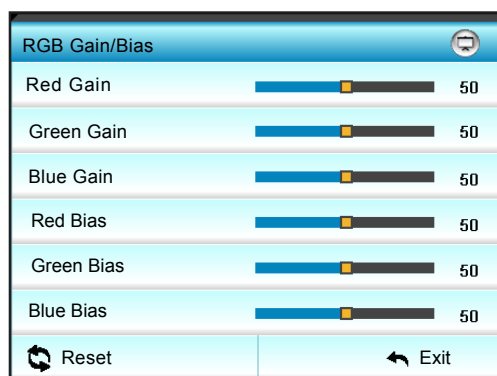 RGB Gain/Bias
Red Gain 50
Green Gain 50
Blue Gain 50
Red Bias 50
Green Bias 50
Blue Bias 50
Reset Exit